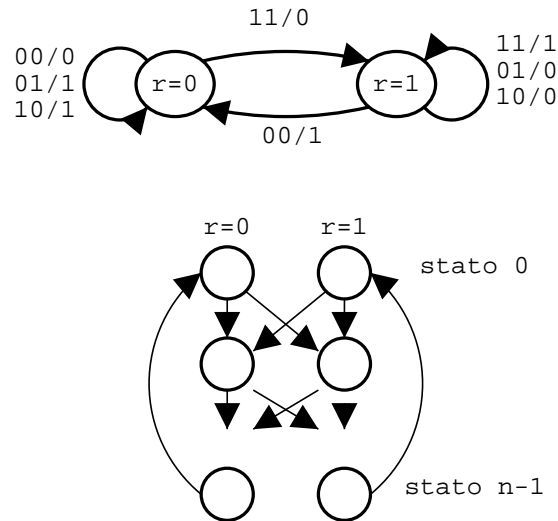 11/0
00/0
01/1
10/1
r=0
r=1
11/1
01/0
10/0
00/1
r=0
r=1
stato 0
stato n-1